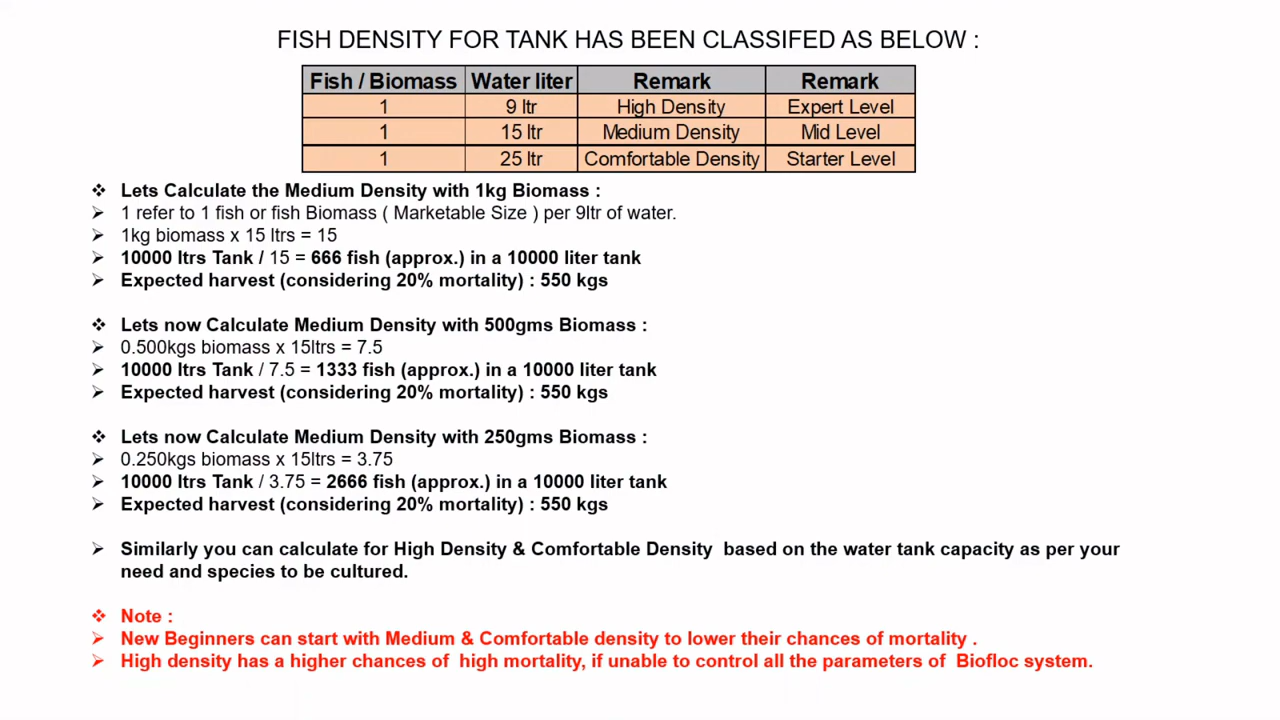 FISH DENSITY FOR TANK HAS BEEN CLASSIFED AS BELOW :
Fish / Biomass Water liter Remark Remark
1 9 ltr High Density Expert Level
1 15 ltr Medium Density Mid Level
1 25 ltr Comfortable Density Starter Level
❖ Lets Calculate the Medium Density with 1kg Biomass :
➢ 1 refer to 1 fish or fish Biomass ( Marketable Size ) per 9ltr of water.
➢ 1kg biomass x 15 ltrs = 15
➢ 10000 ltrs Tank / 15 = 666 fish (approx.) in a 10000 liter tank
➢ Expected harvest (considering 20% mortality) : 550 kgs
❖ Lets now Calculate Medium Density with 500gms Biomass :
➢ 0.500kgs biomass x 15ltrs = 7.5
➢ 10000 ltrs Tank / 7.5 = 1333 fish (approx.) in a 10000 liter tank
➢ Expected harvest (considering 20% mortality) : 550 kgs
❖ Lets now Calculate Medium Density with 250gms Biomass :
➢ 0.250kgs biomass x 15ltrs = 3.75
➢ 10000 ltrs Tank / 3.75 = 2666 fish (approx.) in a 10000 liter tank
➢ Expected harvest (considering 20% mortality) : 550 kgs
➢ Similarly you can calculate for High Density & Comfortable Density based on the water tank capacity as per your
need and species to be cultured.
❖ Note :
➢ New Beginners can start with Medium & Comfortable density to lower their chances of mortality .
➢ High density has a higher chances of high mortality, if unable to control all the parameters of Biofloc system.